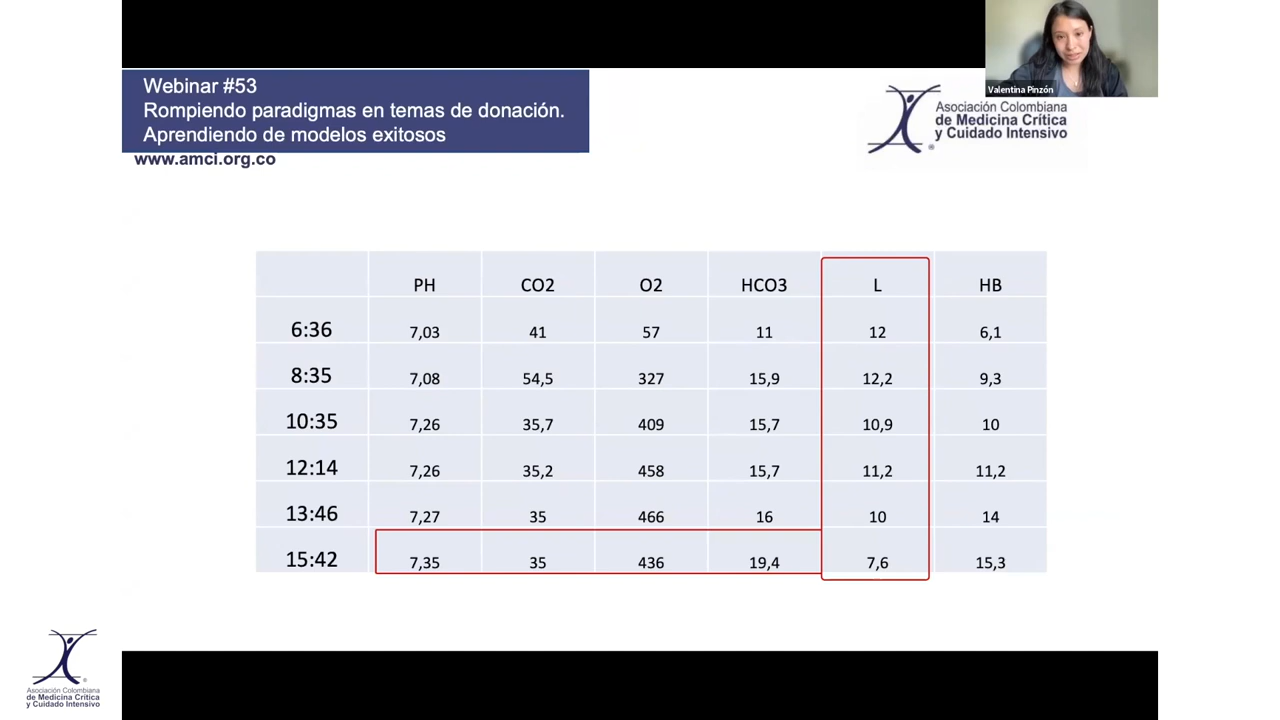 Webinar #53
Rompiendo paradigmas en temas de donación.
Aprendiendo de modelos exitosos
www.amci.org.co
Valentina Pinzón
Asociación Colombiana
de Medicina Crítica
y Cuidado Intensivo
®
PH CO2 O2 HCO3 L HB
6:36 7,03 41 57 11 12 6,1
8:35 7,08 54,5 327 15,9 12,2 9,3
10:35 7,26 35,7 409 15,7 10,9 10
12:14 7,26 35,2 458 15,7 11,2 11,2
13:46 7,27 35 466 16 10 14
15:42 7,35 35 436 19,4 7,6 15,3
Asociación Colombiana
de Medicina Crítica
y Cuidado Intensivo